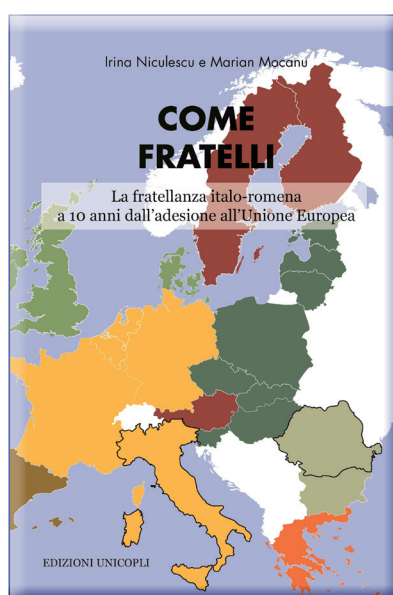 Irina Niculescu e Marian Mocanu
COME
FRATELLI
La fratellanza italo-romena
a 10 anni dall'adesione all'Unione Europea
EDIZIONI UNICOPLI